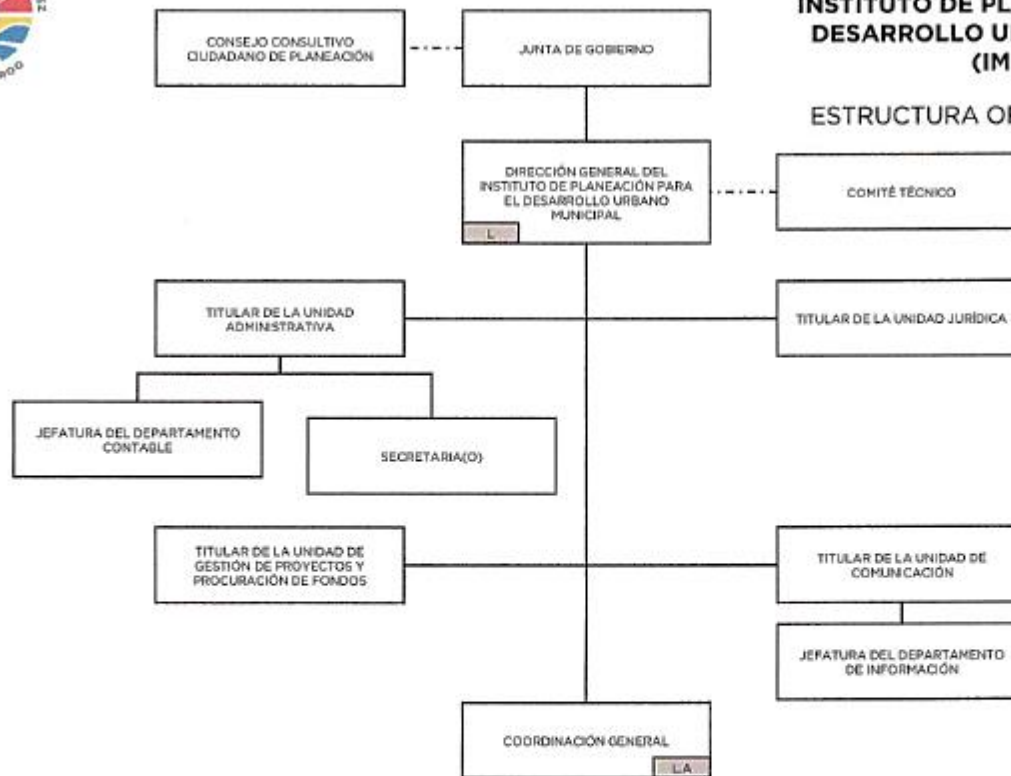 INSTITUTO DE
DESARROLLO
ESTRUCTURA
CONSEJO CONSULTIVO
CIUDADANO DE PLANEACIÓN
JUNTA DE GOBIERNO
DIRECCIÓN GENERAL DEL
INSTITUTO DE PLANEACIÓN PARA
EL DESARROLLO URBANO
MUNICIPAL
L
COMITÉ TÉCNICO
TITULAR DE LA UNIDAD
ADMINISTRATIVA
TITULAR DE LA UNIDAD JURÍDICA
JEFATURA DEL DEPARTAMENTO
CONTABLE
SECRETARIA(O)
TITULAR DE LA UNIDAD DE
GESTIÓN DE PROYECTOS Y
PROCURACIÓN DE FONDOS
TITULAR DE LA UNIDAD DE
COMUNICACIÓN
JEFATURA DEL DEPARTAMENTO
DE INFORMACIÓN
COORDINACIÓN GENERAL
L.A